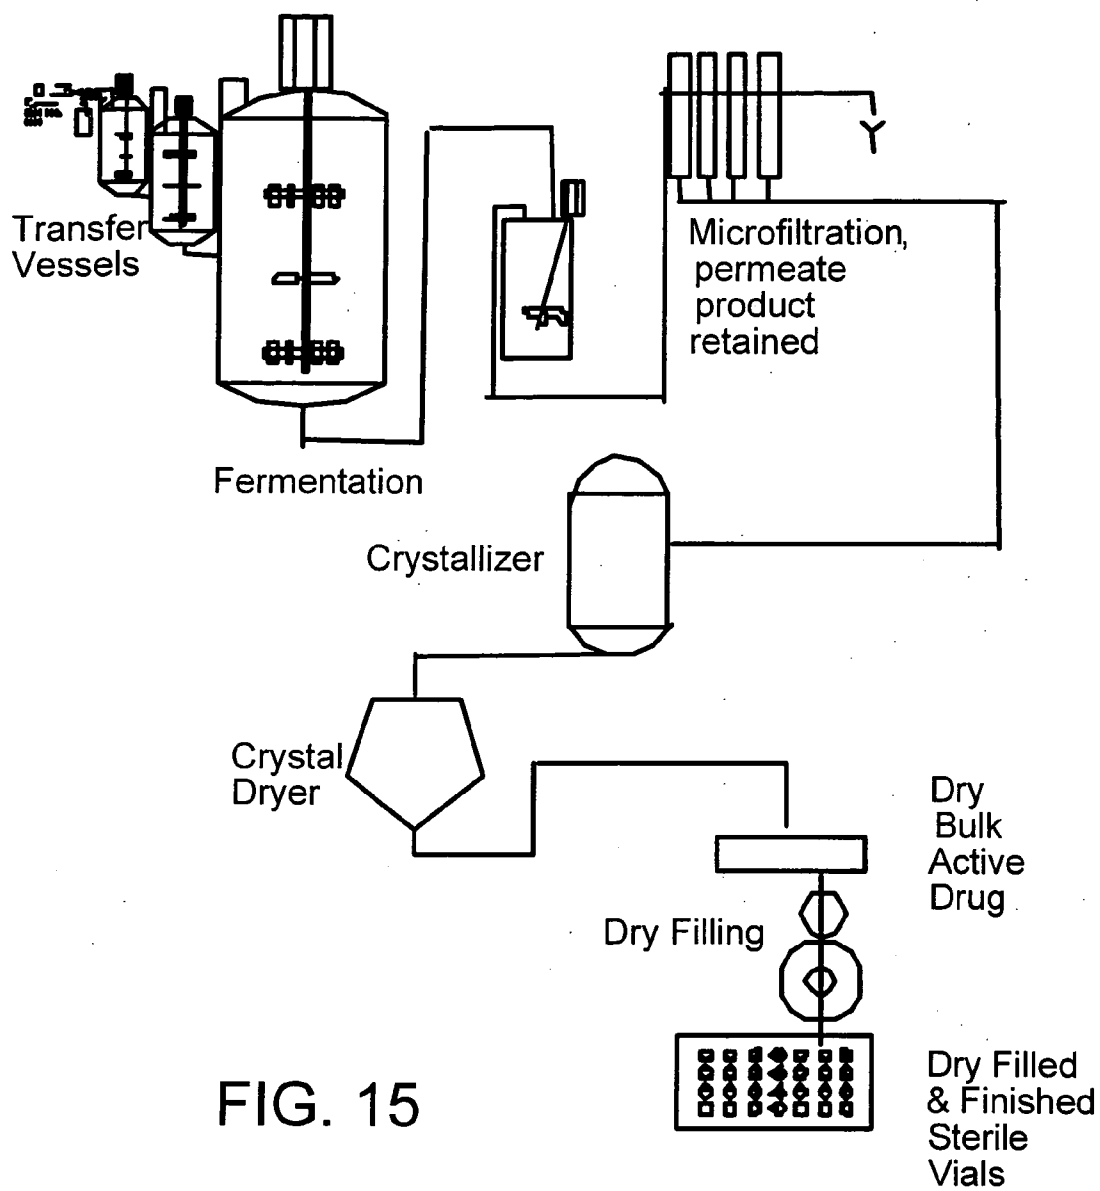 Transfer
Vessels
Microfiltration,
permeate
product
retained
Fermentation
Crystallizer
Crystal
Dryer
Dry
Bulk
Active
Drug
Dry Filling
Dry Filled
& Finished
Sterile
Vials
FIG. 15